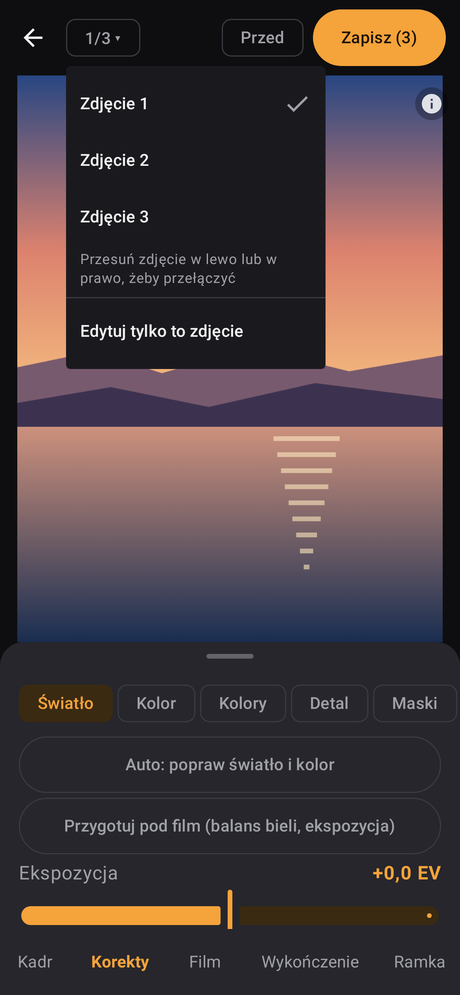 1/3 ▾
Przed
Zapisz (3)
Zdjęcie 1
Zdjęcie 2
Zdjęcie 3
Przesuń zdjęcie w lewo lub w
prawo, żeby przełączyć
Edytuj tylko to zdjęcie
Światło
Kolor
Kolory
Detal
Maski
Auto: popraw światło i kolor
Przygotuj pod film (balans bieli, ekspozycja)
Ekspozycja
+0,0 EV
Kadr
Korekty
Film
Wykończenie
Ramka